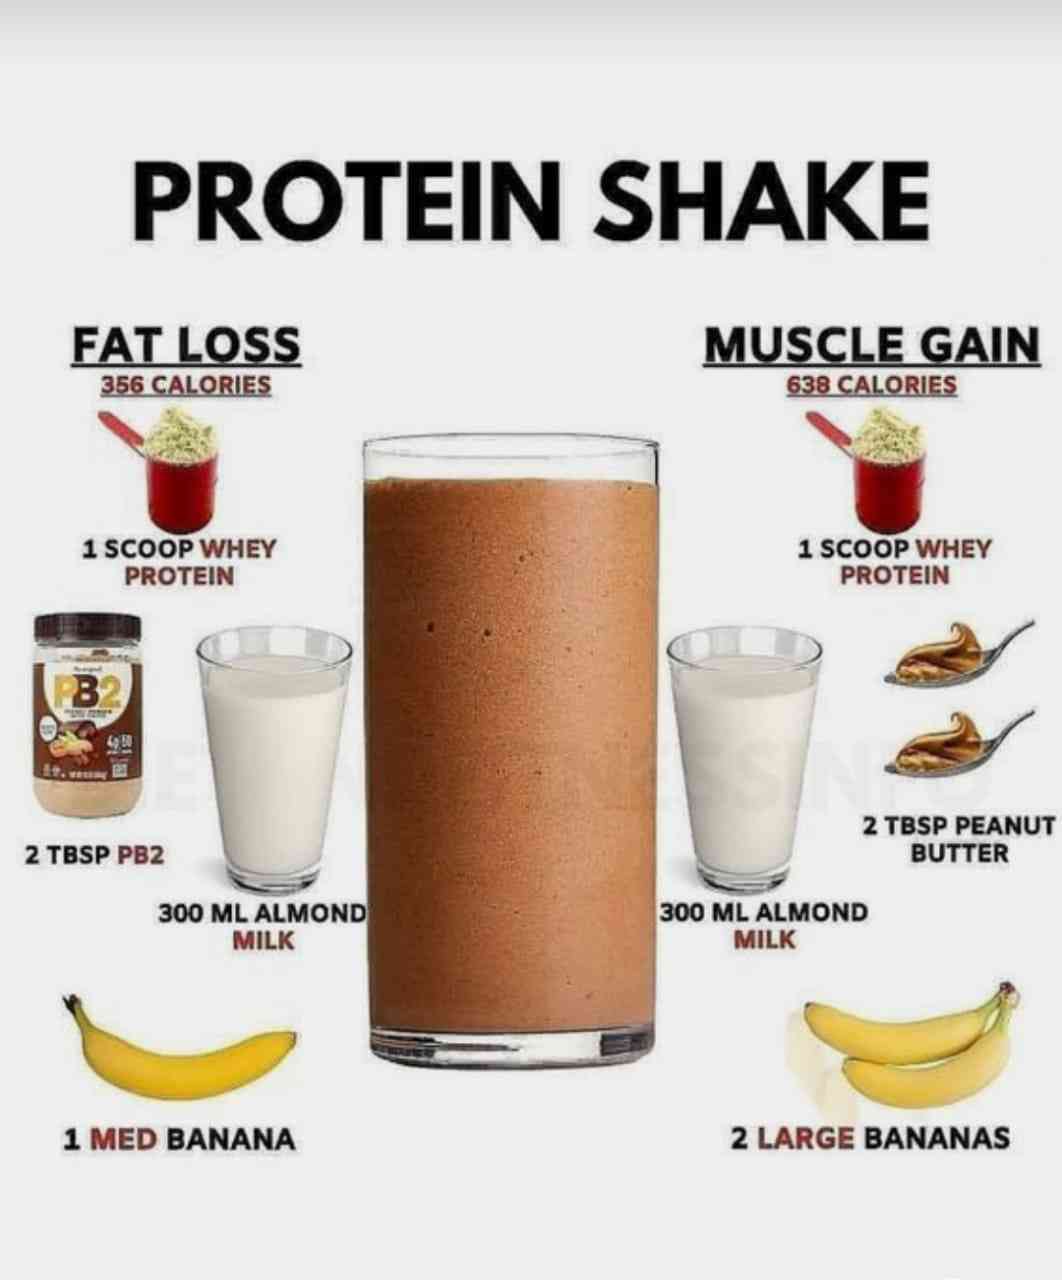 PROTEIN SHAKE
FAT LOSS
356 CALORIES
1 SCOOP WHEY
PROTEIN
PB2
2 TBSP PB2
300 ML ALMOND
MILK
1 MED BANANA
MUSCLE GAIN
638 CALORIES
1 SCOOP WHEY
PROTEIN
2 TBSP PEANUT
BUTTER
300 ML ALMOND
MILK
2 LARGE BANANAS